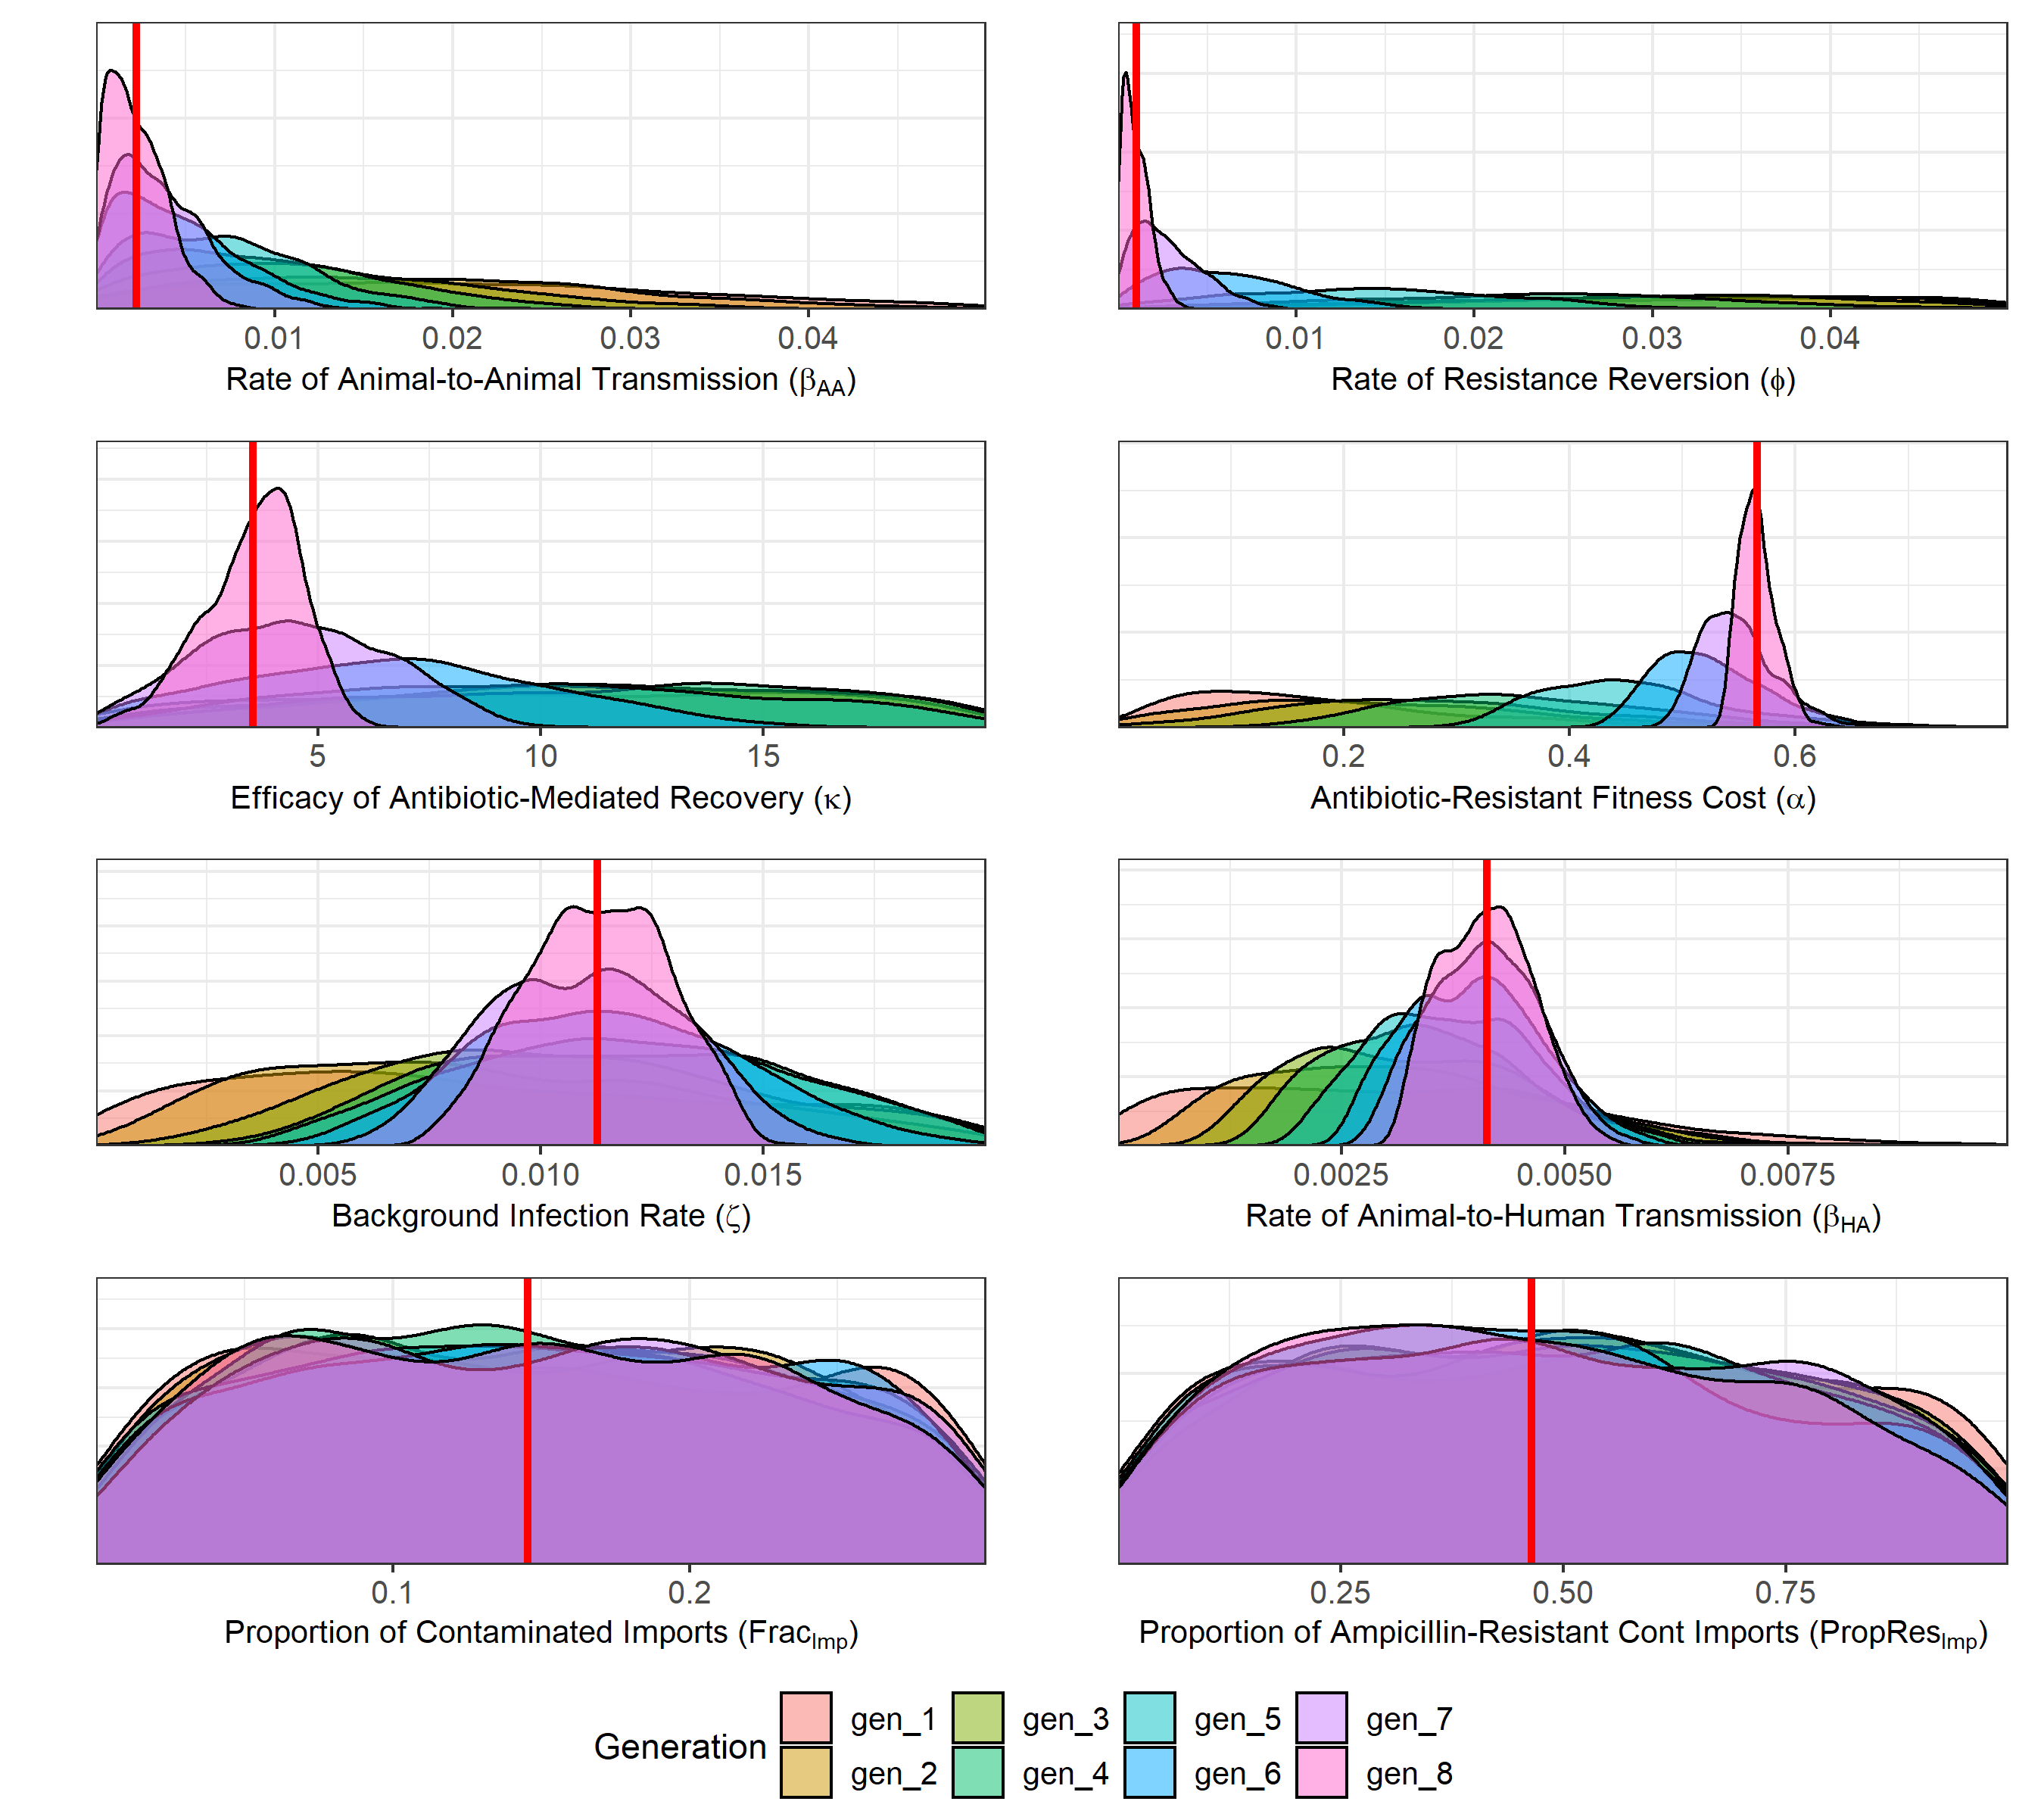 0.01 0.02 0.03 0.04
Rate of Animal-to-Animal Transmission (βAA)
0.01 0.02 0.03 0.04
Rate of Resistance Reversion (ϕ)
5 10 15
Efficacy of Antibiotic-Mediated Recovery (κ)
0.2 0.4 0.6
Antibiotic-Resistant Fitness Cost (α)
0.005 0.010 0.015
Background Infection Rate (ζ)
0.0025 0.0050 0.0075
Rate of Animal-to-Human Transmission (βHA)
0.1 0.2
Proportion of Contaminated Imports (FracImp)
0.25 0.50 0.75
Proportion of Ampicillin-Resistant Cont Imports (PropResImp)
Generation
gen_1 gen_3 gen_5 gen_7
gen_2 gen_4 gen_6 gen_8